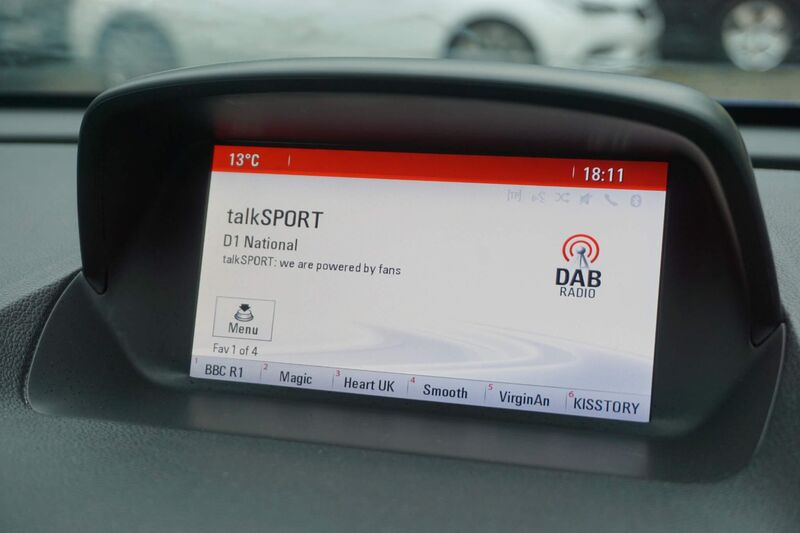 13°C 18:11
talkSPORT
D1 National
talkSPORT: we are powered by fans
DAB
RADIO
Menu
Fav 1 of 4
1 BBC R1 2 Magic 3 Heart UK 4 Smooth 5 VirginAn 6 KISSTORY